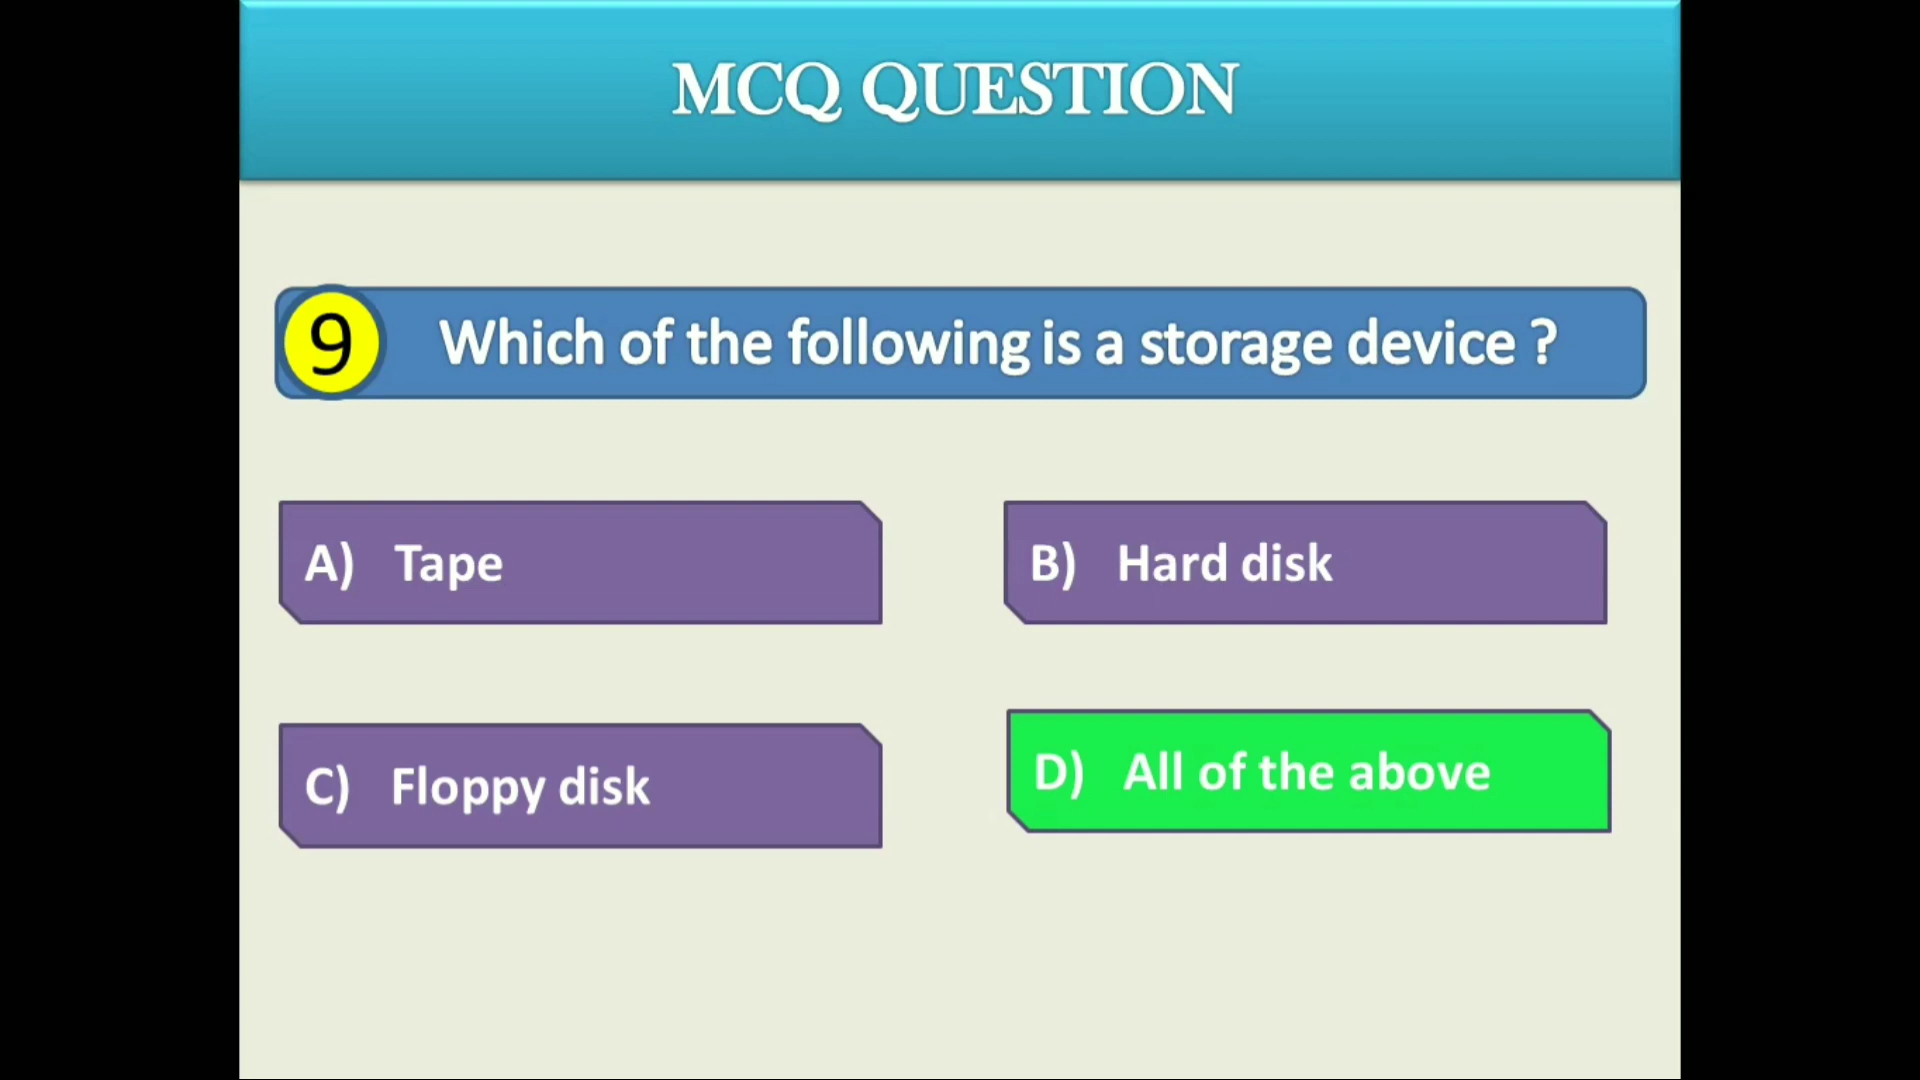 MCQ QUESTION
9 Which of the following is a storage device ?
A) Tape
B) Hard disk
C) Floppy disk
D) All of the above